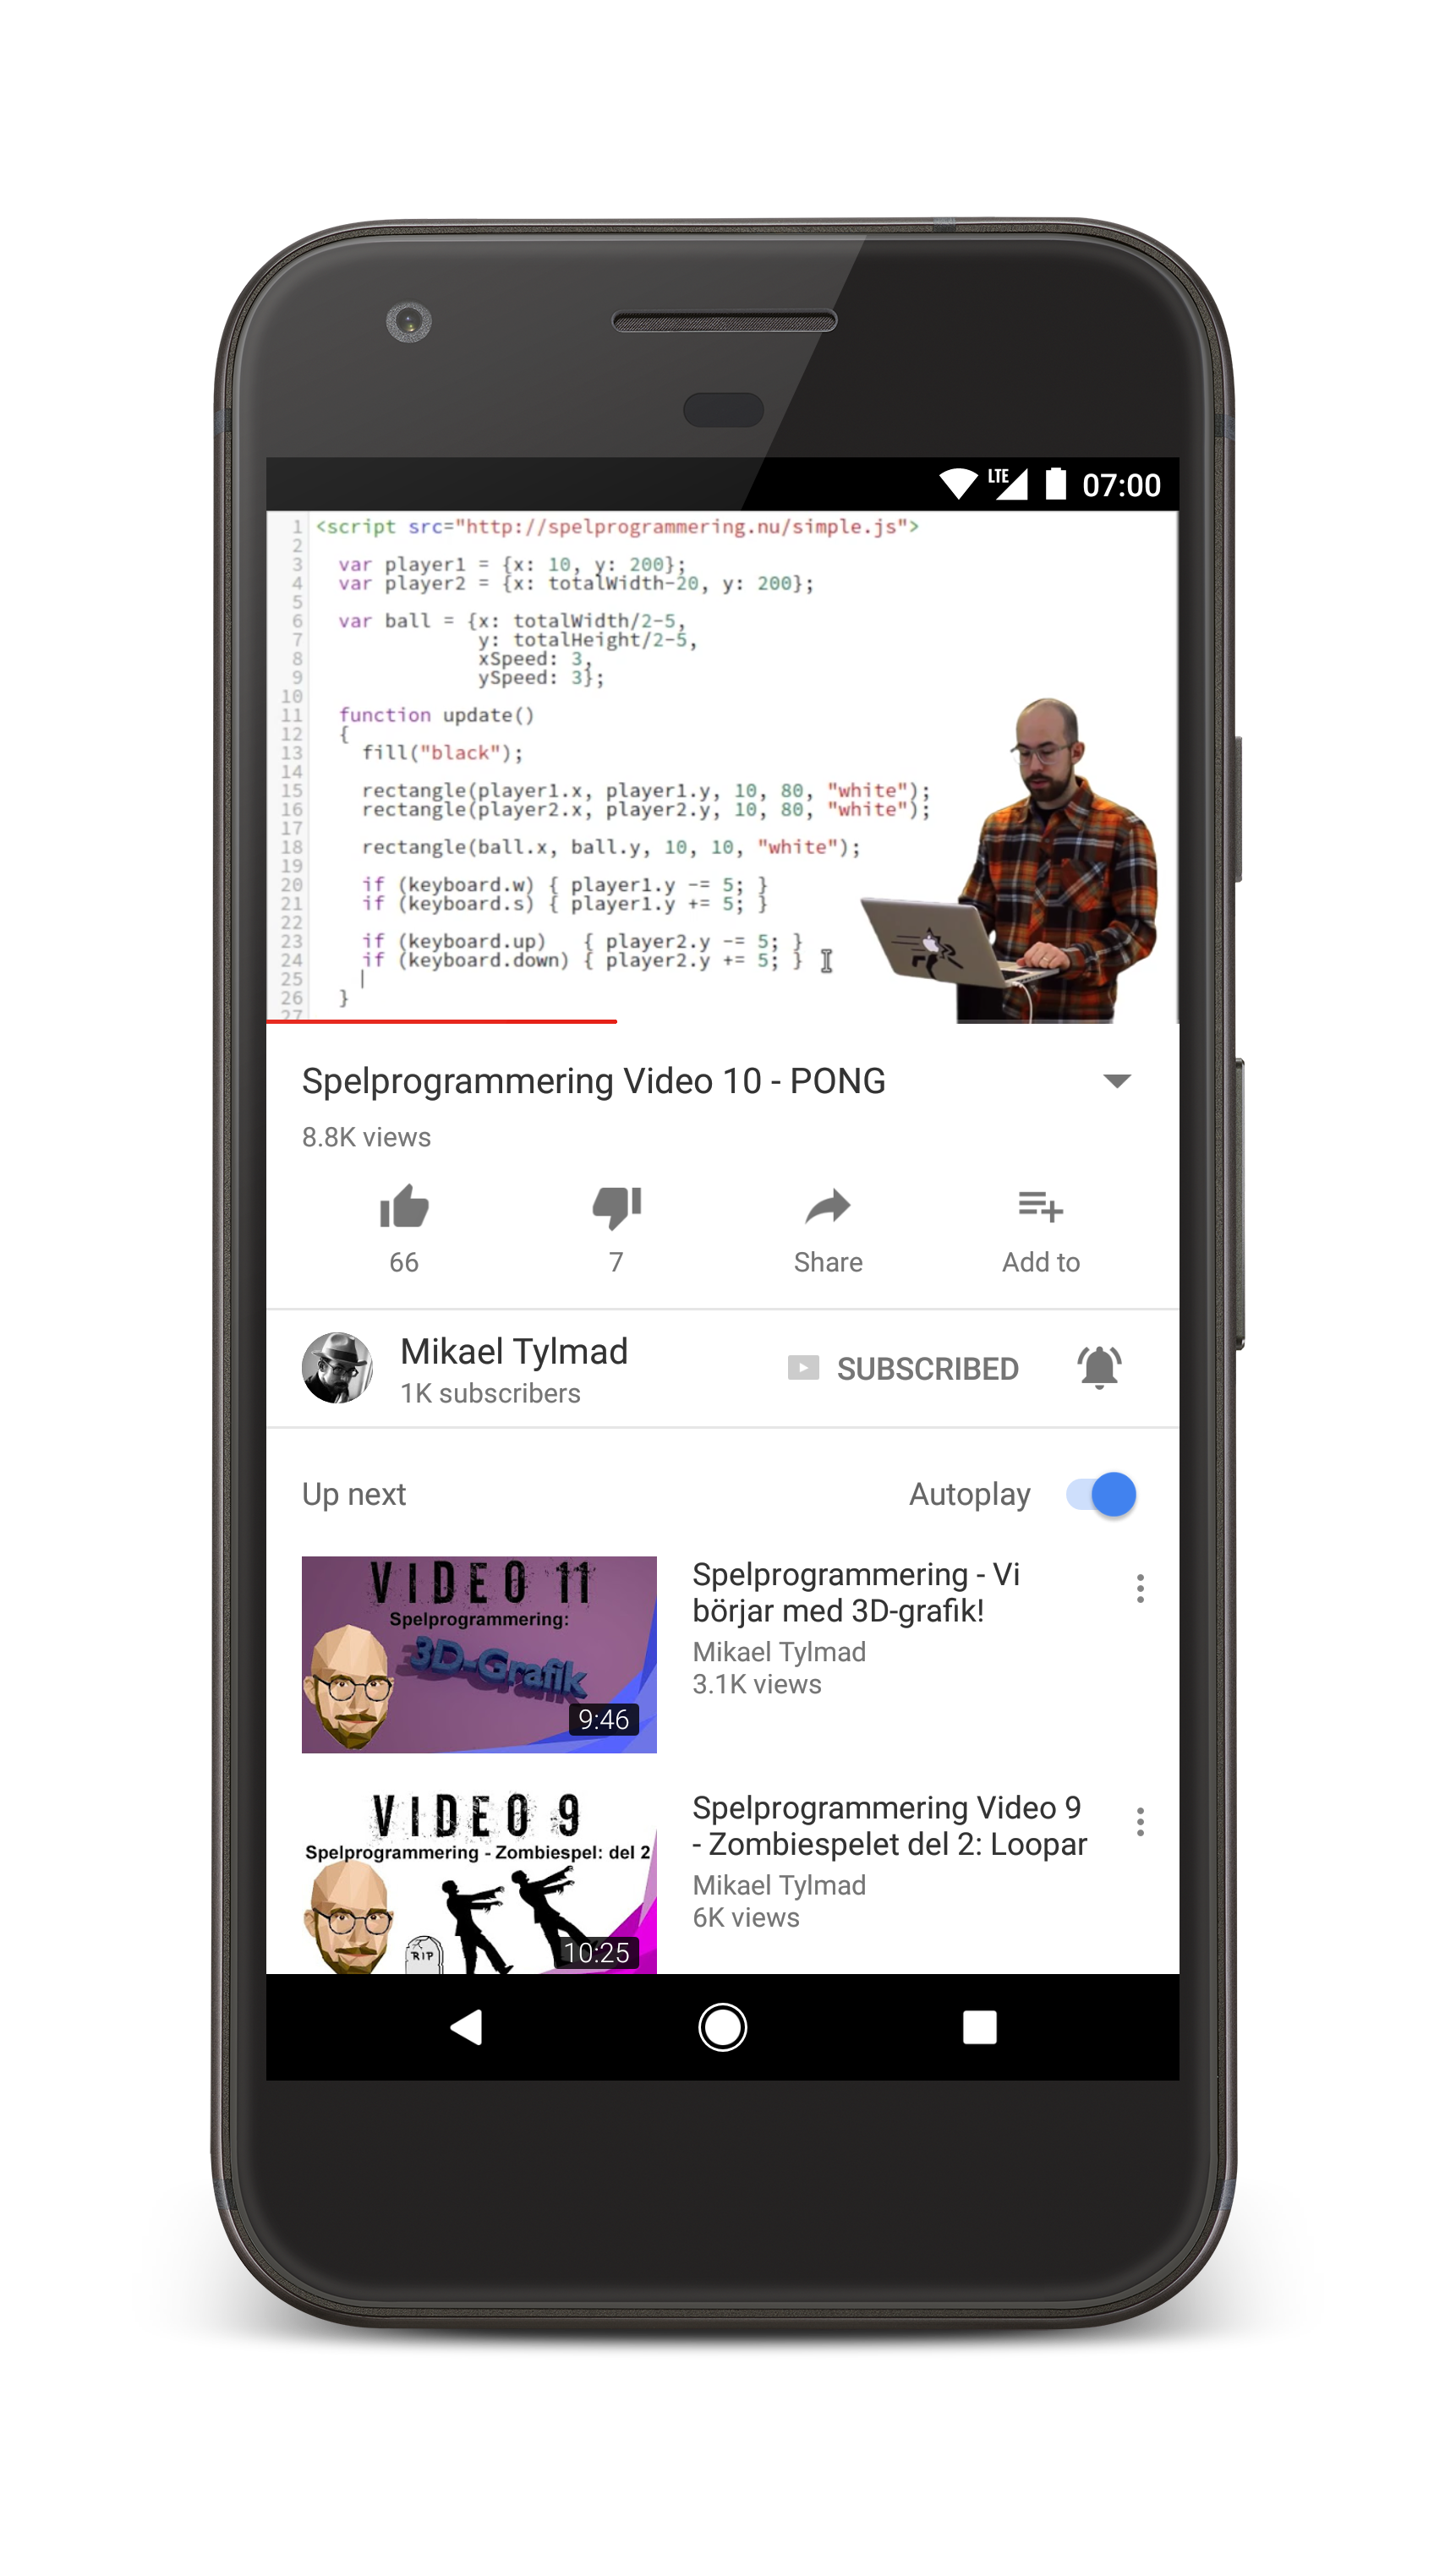 LTE 07:00
1 <script src="http://spelprogrammering.nu/simple.js">
2
3 var player1 = {x: 10, y: 200};
4 var player2 = {x: totalWidth-20, y: 200};
5
6 var ball = {x: totalWidth/2-5,
7 y: totalHeight/2-5,
8 xSpeed: 3,
9 ySpeed: 3};
10
11 function update()
12 {
13 fill("black");
14
15 rectangle(player1.x, player1.y, 10, 80, "white");
16 rectangle(player2.x, player2.y, 10, 80, "white");
17
18 rectangle(ball.x, ball.y, 10, 10, "white");
19
20 if (keyboard.w) { player1.y -= 5; }
21 if (keyboard.s) { player1.y += 5; }
22
23 if (keyboard.up) { player2.y -= 5; }
24 if (keyboard.down) { player2.y += 5; }
25
26 }
27
Spelprogrammering Video 10 - PONG
8.8K views
66 7 Share Add to
Mikael Tylmad
1K subscribers
SUBSCRIBED
Up next Autoplay
VIDEO 11
Spelprogrammering:
3D-Grafik
9:46
Spelprogrammering - Vi
börjar med 3D-grafik!
Mikael Tylmad
3.1K views
VIDEO 9
Spelprogrammering - Zombiespel: del 2
RIP
10:25
Spelprogrammering Video 9
- Zombiespelet del 2: Loopar
Mikael Tylmad
6K views